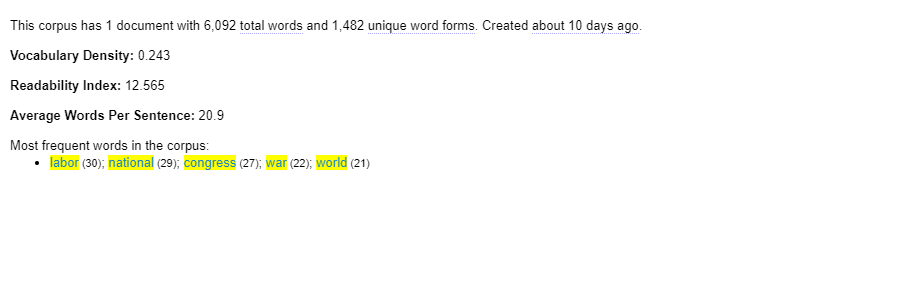 This corpus has 1 document with 6,092 total words and 1,482 unique word forms. Created about 10 days ago.
Vocabulary Density: 0.243
Readability Index: 12.565
Average Words Per Sentence: 20.9
Most frequent words in the corpus:
• labor (30); national (29); congress (27); war (22); world (21)